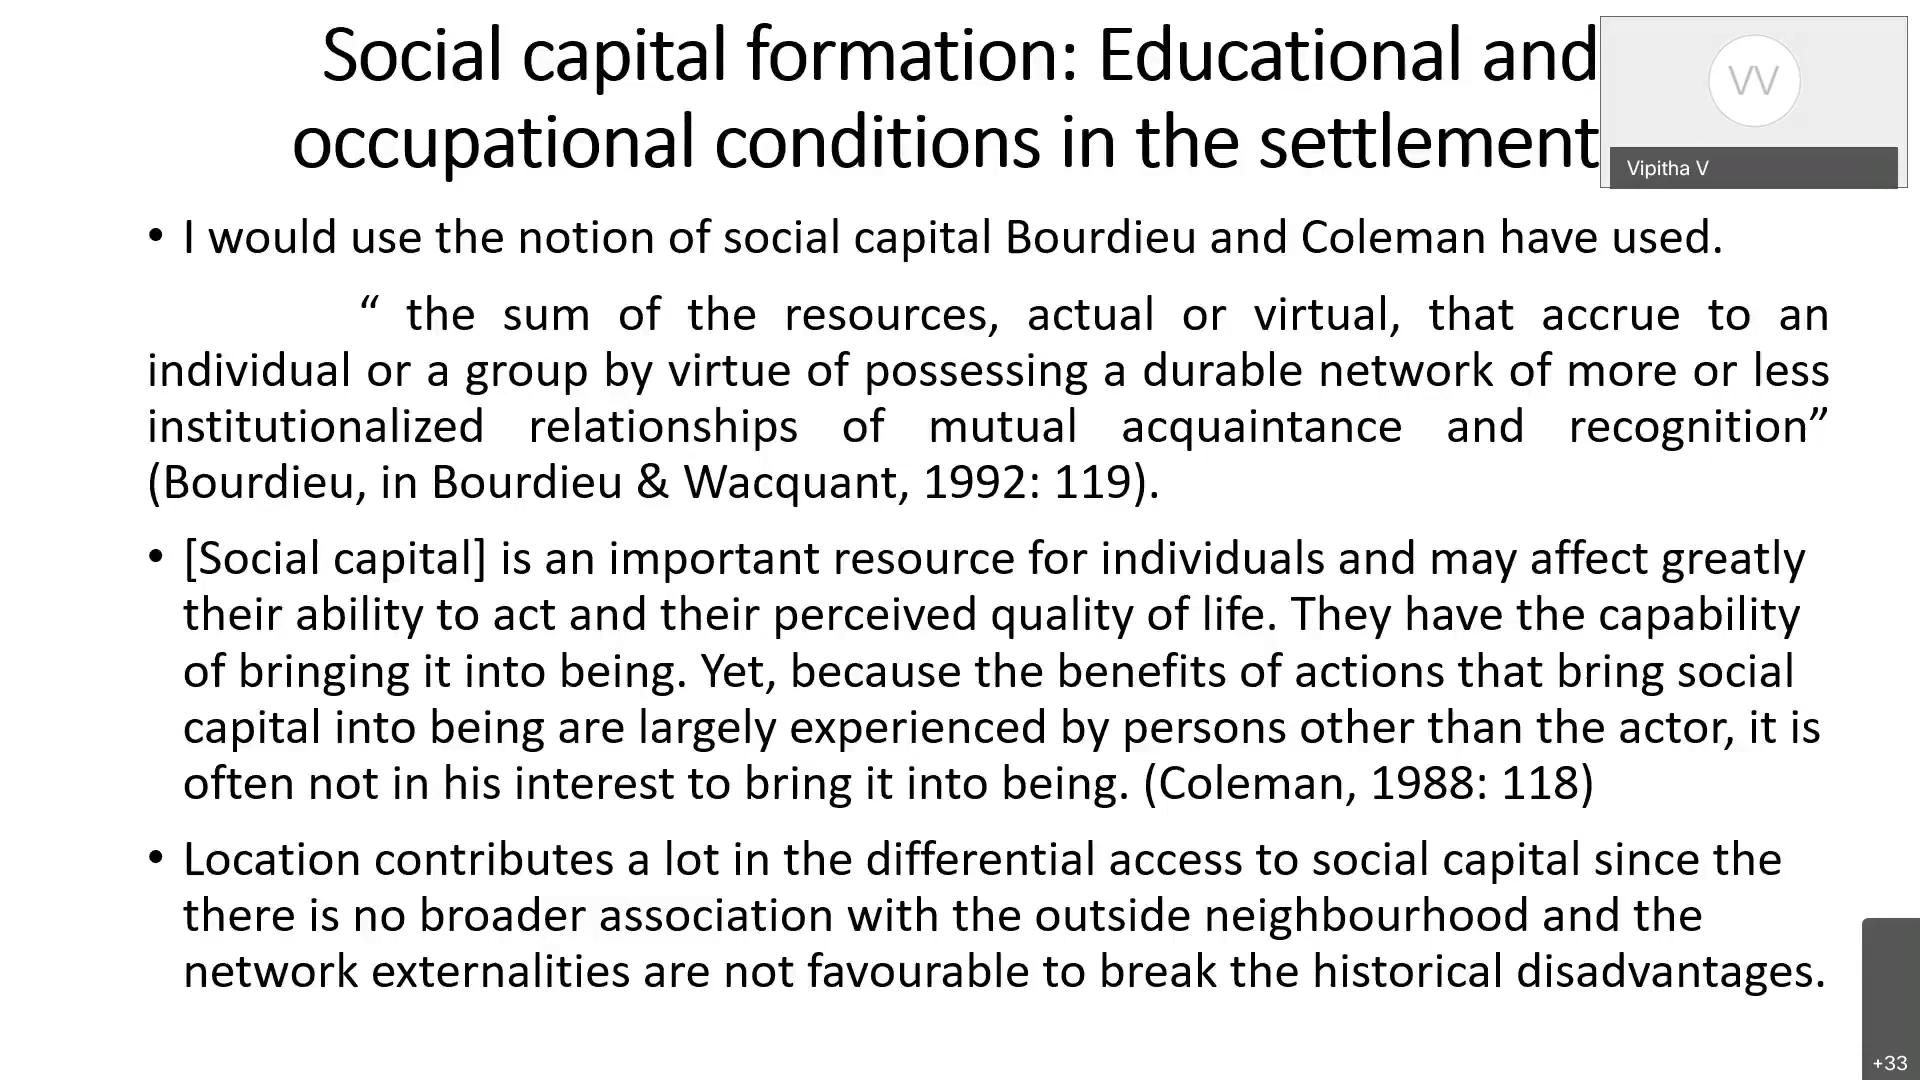 Social capital formation: Educational and
occupational conditions in the settlement
VV
Vipitha V
• I would use the notion of social capital Bourdieu and Coleman have used.
“ the sum of the resources, actual or virtual, that accrue to an
individual or a group by virtue of possessing a durable network of more or less
institutionalized relationships of mutual acquaintance and recognition”
(Bourdieu, in Bourdieu & Wacquant, 1992: 119).
• [Social capital] is an important resource for individuals and may affect greatly
their ability to act and their perceived quality of life. They have the capability
of bringing it into being. Yet, because the benefits of actions that bring social
capital into being are largely experienced by persons other than the actor, it is
often not in his interest to bring it into being. (Coleman, 1988: 118)
• Location contributes a lot in the differential access to social capital since the
there is no broader association with the outside neighbourhood and the
network externalities are not favourable to break the historical disadvantages.
+33